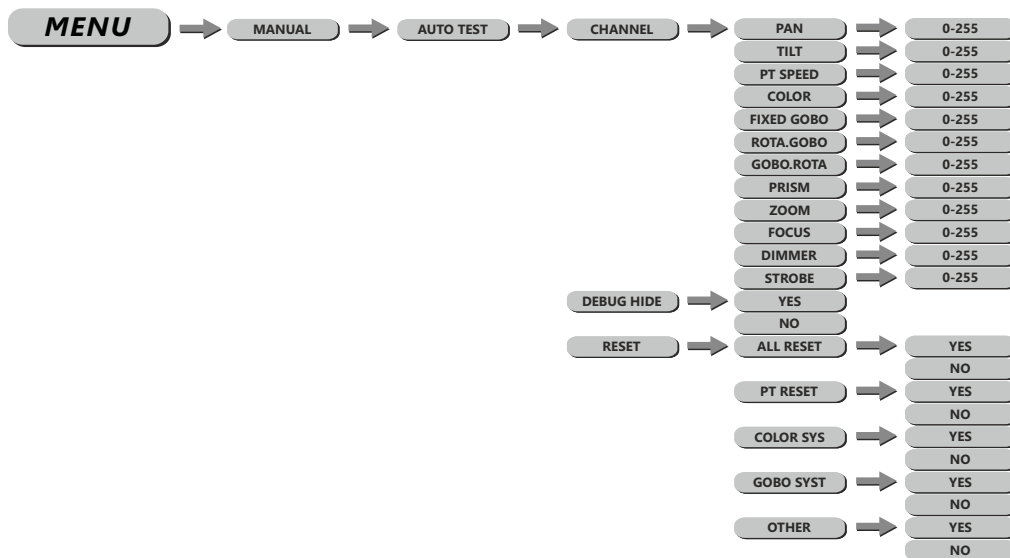 MENU MANUAL AUTO TEST CHANNEL PAN 0-255
TILT 0-255
PT SPEED 0-255
COLOR 0-255
FIXED GOBO 0-255
ROTA.GOBO 0-255
GOBO.ROTA 0-255
PRISM 0-255
ZOOM 0-255
FOCUS 0-255
DIMMER 0-255
STROBE 0-255
DEBUG HIDE YES
NO
RESET ALL RESET YES
NO
PT RESET YES
NO
COLOR SYS YES
NO
GOBO SYST YES
NO
OTHER YES
NO